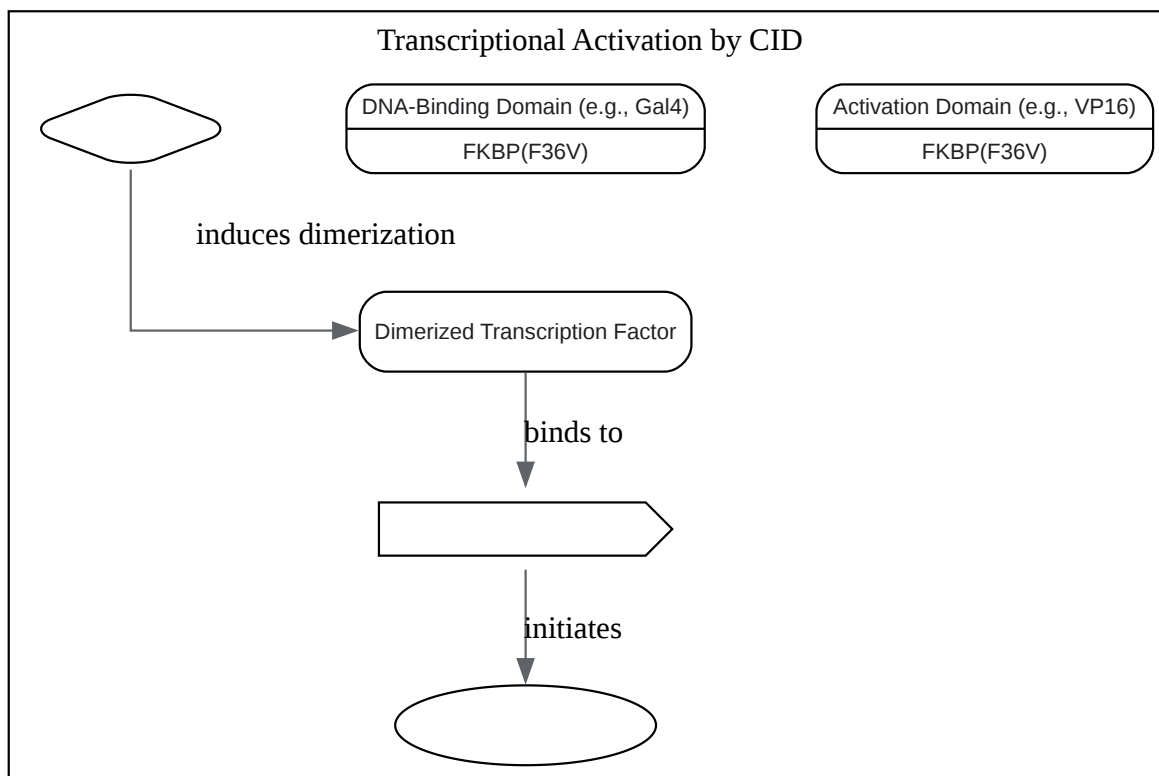 Transcriptional Activation by CID
DNA-Binding Domain (e.g., Gal4)
FKBP(F36V)
Activation Domain (e.g., VP16)
FKBP(F36V)
induces dimerization
Dimerized Transcription Factor
binds to
initiates